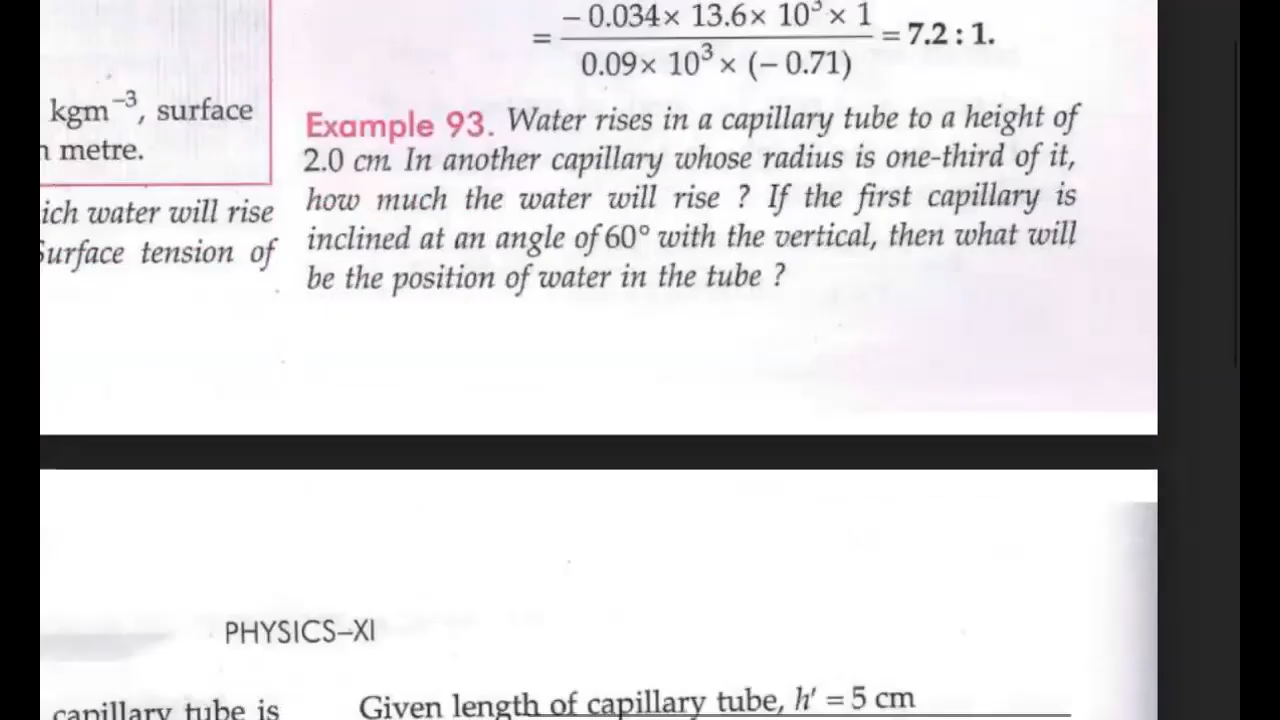 = − 0.034× 13.6× 10³ × 1 / 0.09× 10³ × (− 0.71) = 7.2 : 1.
kgm⁻³, surface
metre.
Example 93. Water rises in a capillary tube to a height of
2.0 cm. In another capillary whose radius is one-third of it,
how much the water will rise ? If the first capillary is
inclined at an angle of 60° with the vertical, then what will
be the position of water in the tube ?
water will rise
tension of
PHYSICS–XI
capillary tube is
Given length of capillary tube, h′ = 5 cm